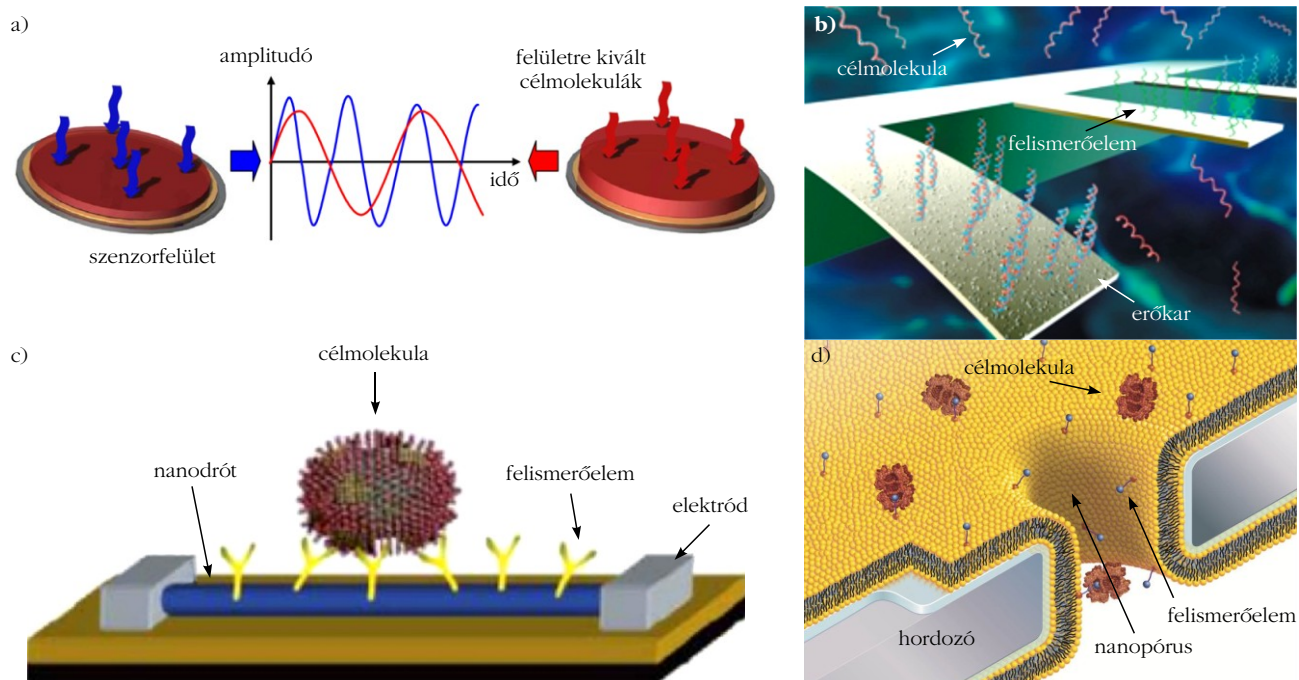 a)
amplitudó
felületre kivált
célmolekulák
idő
szenzorfelület
b)
célmolekula
felismerőelem
erőkar
c)
célmolekula
nanodrót
felismerőelem
elektród
d)
célmolekula
felismerőelem
nanopórus
hordozó